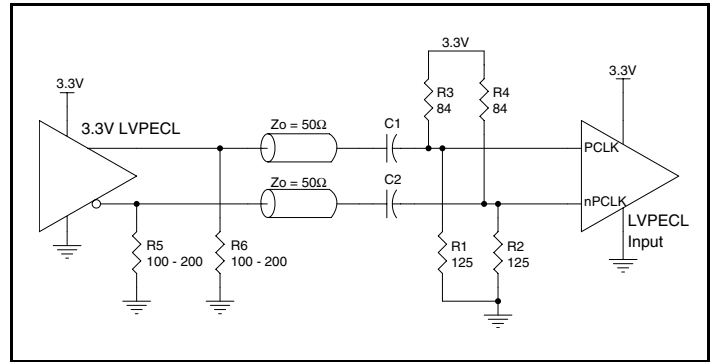 3.3V
3.3V
3.3V
3.3V LVPECL
R3
84
R4
84
Zo = 50Ω
C1
PCLK
Zo = 50Ω
C2
nPCLK
LVPECL
Input
R5
100 - 200
R6
100 - 200
R1
125
R2
125